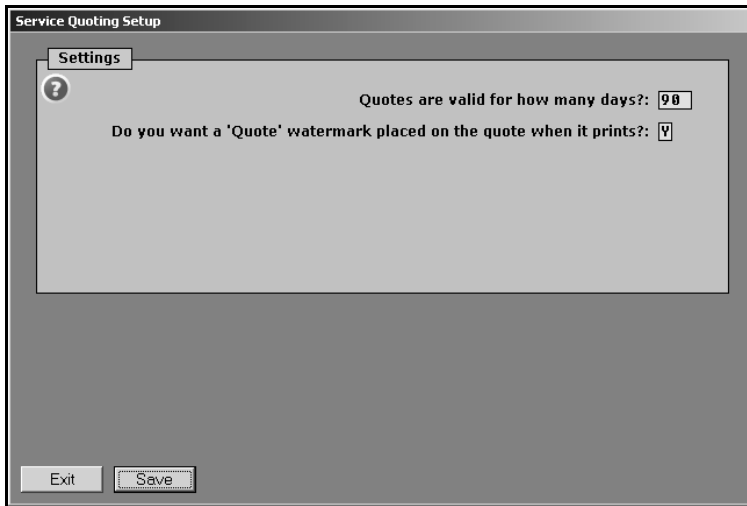 Service Quoting Setup
Settings
?
Quotes are valid for how many days?: 90
Do you want a 'Quote' watermark placed on the quote when it prints?: Y
Exit Save